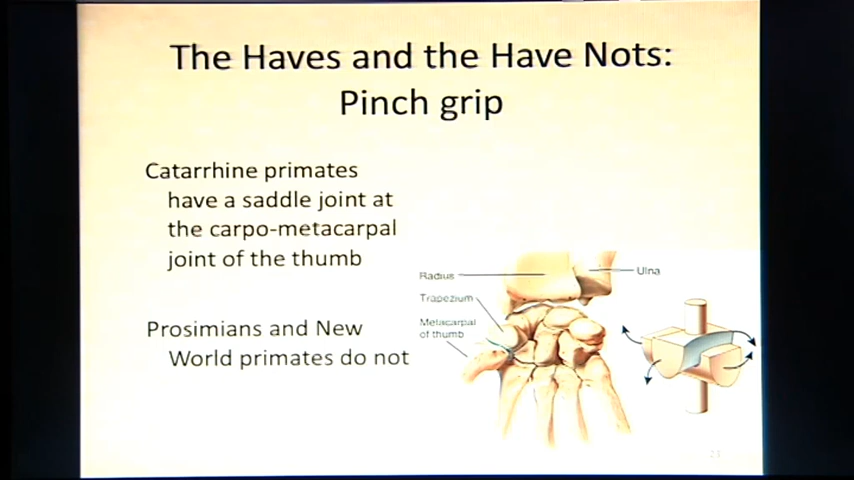 The Haves and the Have Nots:
Pinch grip
Catarrhine primates
have a saddle joint at
the carpo-metacarpal
joint of the thumb
Prosimians and New
World primates do not
Radius
Ulna
Trapezium
Metacarpal
of thumb
23